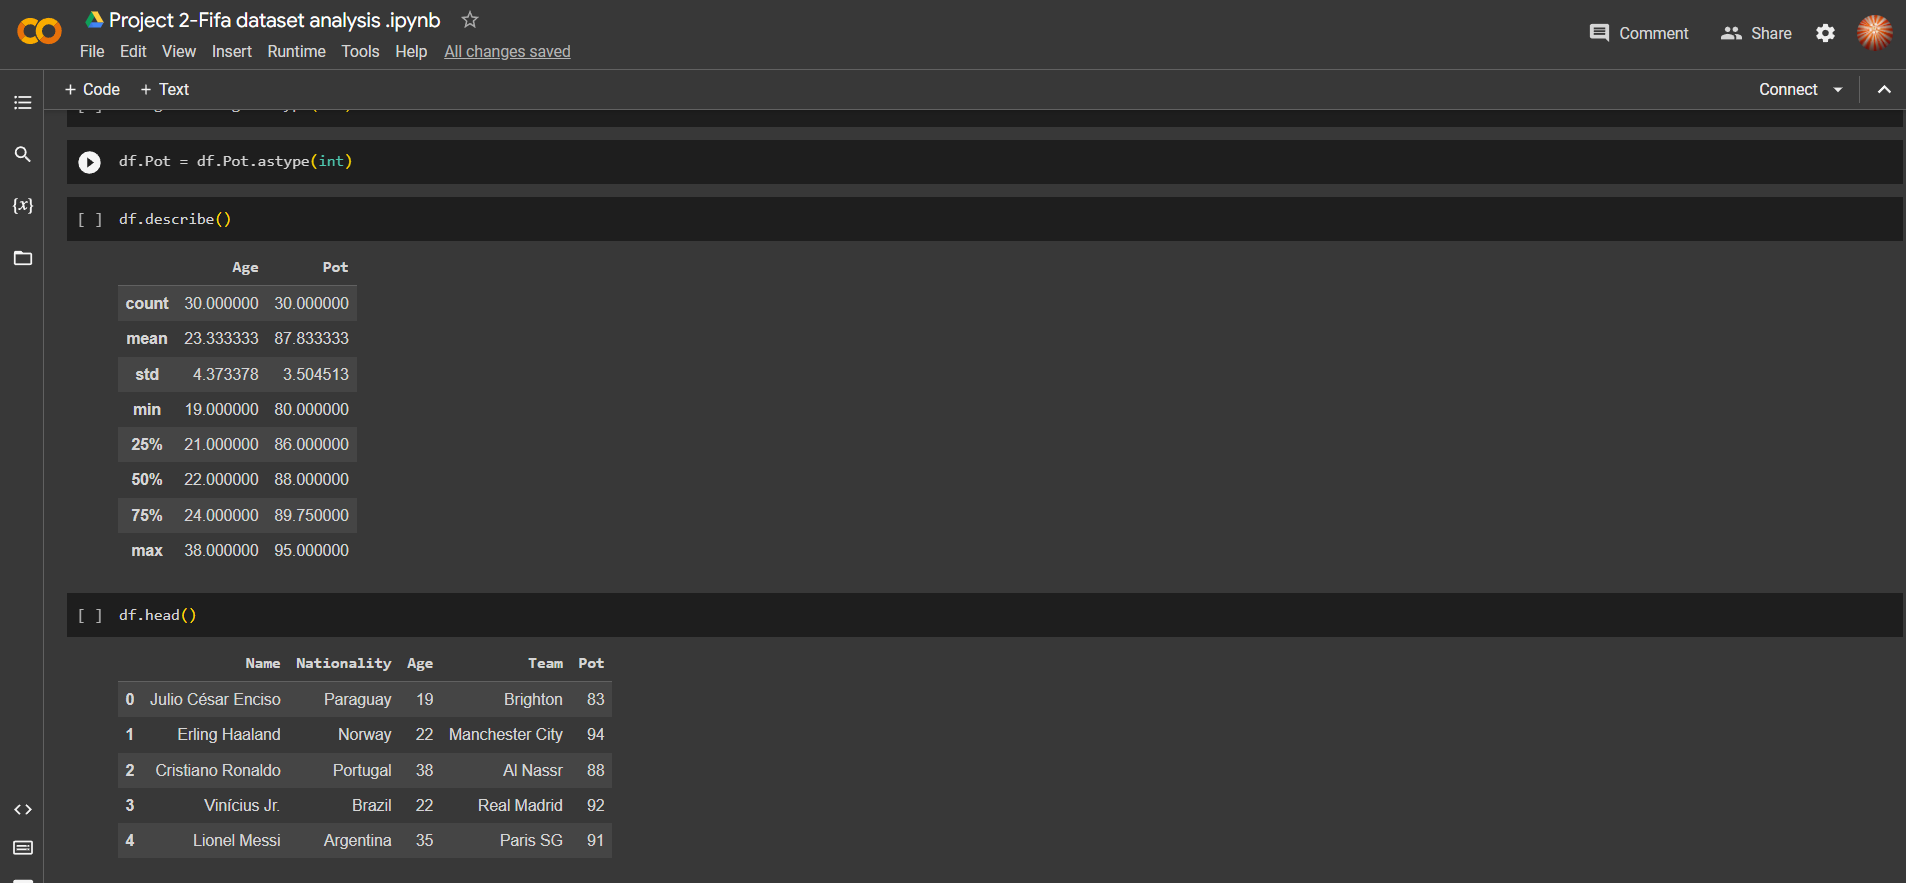 Project 2-Fifa dataset analysis .ipynb
File Edit View Insert Runtime Tools Help All changes saved
Comment Share
+ Code + Text
Connect
df.Pot = df.Pot.astype(int)
{x}
[ ] df.describe()
Age Pot
count 30.000000 30.000000
mean 23.333333 87.833333
std 4.373378 3.504513
min 19.000000 80.000000
25% 21.000000 86.000000
50% 22.000000 88.000000
75% 24.000000 89.750000
max 38.000000 95.000000
[ ] df.head()
Name Nationality Age Team Pot
0 Julio César Enciso Paraguay 19 Brighton 83
1 Erling Haaland Norway 22 Manchester City 94
2 Cristiano Ronaldo Portugal 38 Al Nassr 88
3 Vinícius Jr. Brazil 22 Real Madrid 92
4 Lionel Messi Argentina 35 Paris SG 91